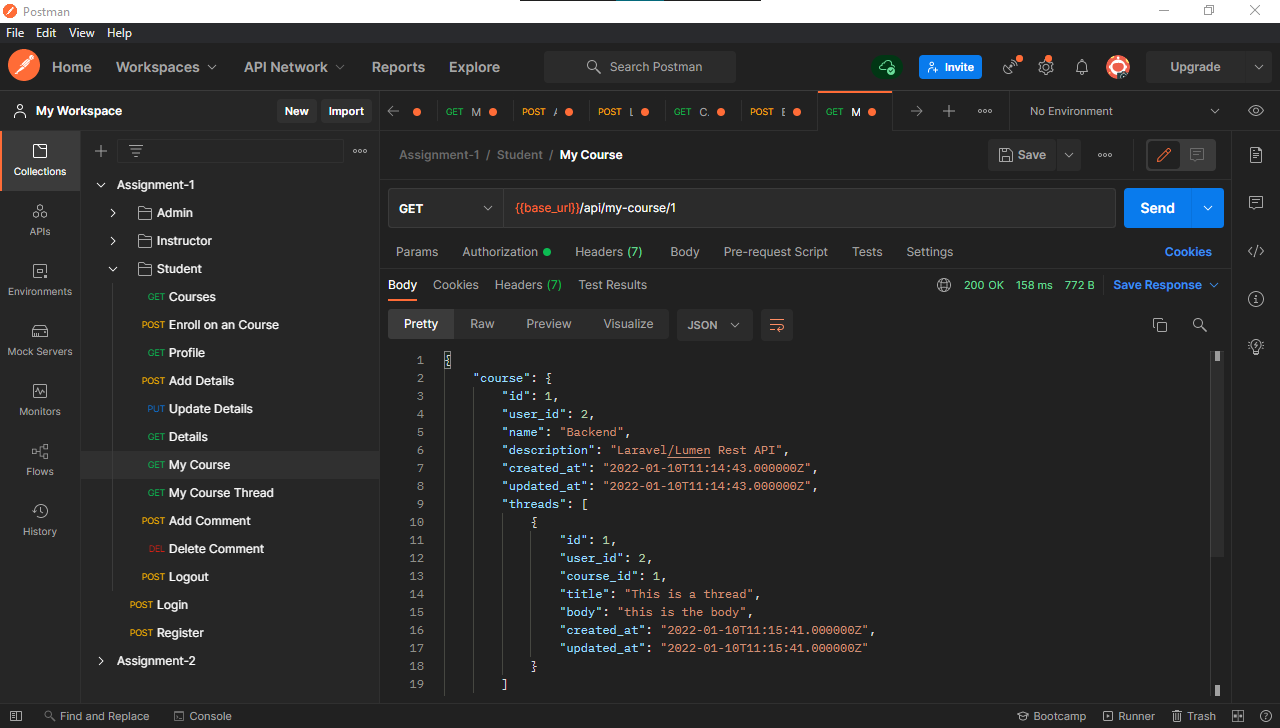 Postman
File Edit View Help
Home Workspaces API Network Reports Explore Search Postman Invite Upgrade
My Workspace New Import GET M POST POST L GET C. POST E GET M No Environment
Assignment-1 / Student / My Course Save
Collections
APIs
Environments
Mock Servers
Monitors
Flows
History
Assignment-1
Admin
Instructor
Student
GET Courses
POST Enroll on an Course
GET Profile
POST Add Details
PUT Update Details
GET Details
GET My Course
GET My Course Thread
POST Add Comment
DEL Delete Comment
POST Logout
POST Login
POST Register
Assignment-2
GET {{base_url}}/api/my-course/1 Send
Params Authorization Headers (7) Body Pre-request Script Tests Settings Cookies
Body Cookies Headers (7) Test Results 200 OK 158 ms 772 B Save Response
Pretty Raw Preview Visualize JSON
1 {
2 "course": {
3 "id": 1,
4 "user_id": 2,
5 "name": "Backend",
6 "description": "Laravel/Lumen Rest API",
7 "created_at": "2022-01-10T11:14:43.000000Z",
8 "updated_at": "2022-01-10T11:14:43.000000Z",
9 "threads": [
10 {
11 "id": 1,
12 "user_id": 2,
13 "course_id": 1,
14 "title": "This is a thread",
15 "body": "this is the body",
16 "created_at": "2022-01-10T11:15:41.000000Z",
17 "updated_at": "2022-01-10T11:15:41.000000Z"
18 }
19 ]
Find and Replace Console Bootcamp Runner Trash